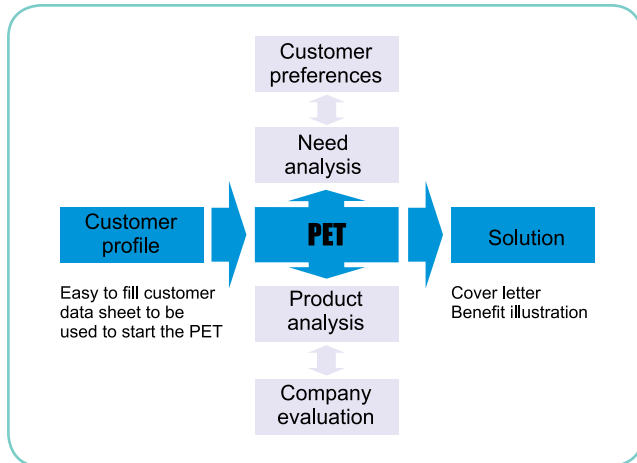 Customer
preferences
Need
analysis
Customer
profile
PET
Solution
Easy to fill customer
data sheet to be
used to start the PET
Product
analysis
Cover letter
Benefit illustration
Company
evaluation